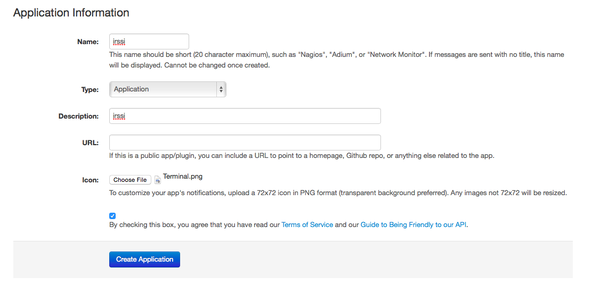 Application Information
Name: irssi
This name should be short (20 character maximum), such as "Nagios", "Adium", or "Network Monitor". If messages are sent with no title, this name
will be displayed. Cannot be changed once created.
Type: Application
Description: irssi
URL:
If this is a public app/plugin, you can include a URL to point to a homepage, Github repo, or anything else related to the app.
Icon: Choose File Terminal.png
To customize your app's notifications, upload a 72x72 icon in PNG format (transparent background preferred). Any images not 72x72 will be resized.
By checking this box, you agree that you have read our Terms of Service and our Guide to Being Friendly to our API.
Create Application